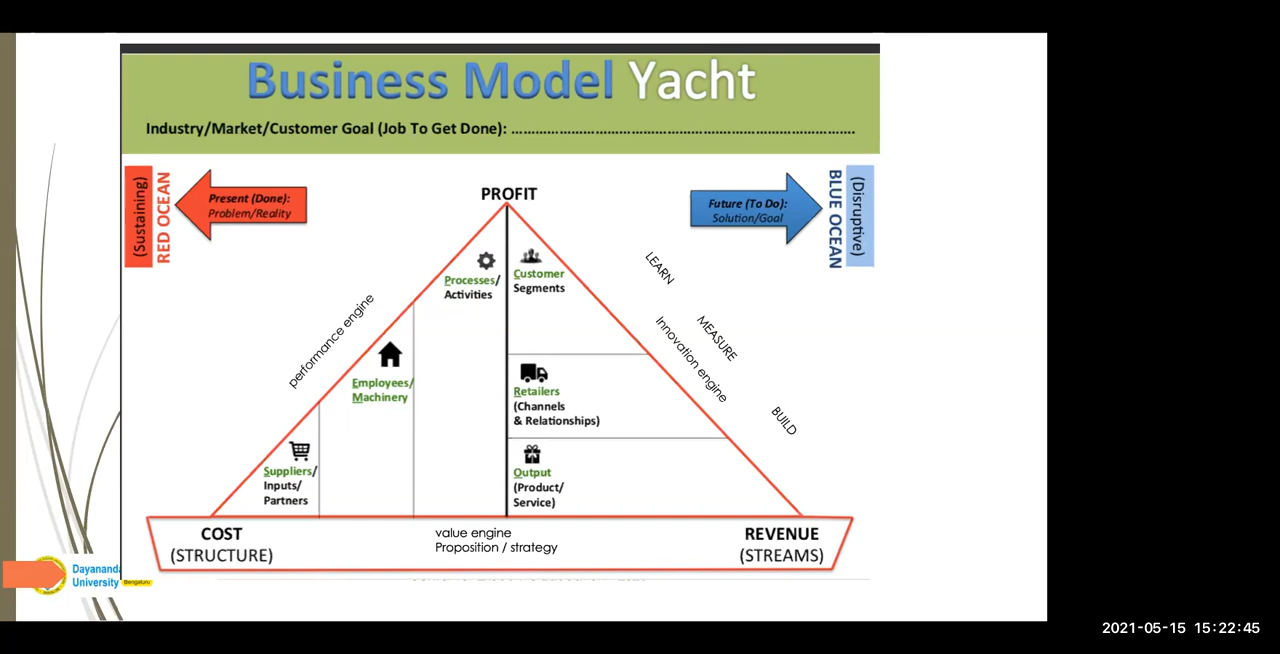 Business Model Yacht
Industry/Market/Customer Goal (Job To Get Done): ................................................................................
(Sustaining)
RED OCEAN
Present (Done):
Problem/Reality
PROFIT
Future (To Do):
Solution/Goal
BLUE OCEAN
(Disruptive)
performance engine
Processes/
Activities
Employees/
Machinery
Suppliers/
Inputs/
Partners
Customer
Segments
Retailers
(Channels
& Relationships)
Output
(Product/
Service)
LEARN
MEASURE
Innovation engine
BUILD
COST
(STRUCTURE)
value engine
Proposition / strategy
REVENUE
(STREAMS)
Dayananda
University
Bengaluru
2021-05-15 15:22:45